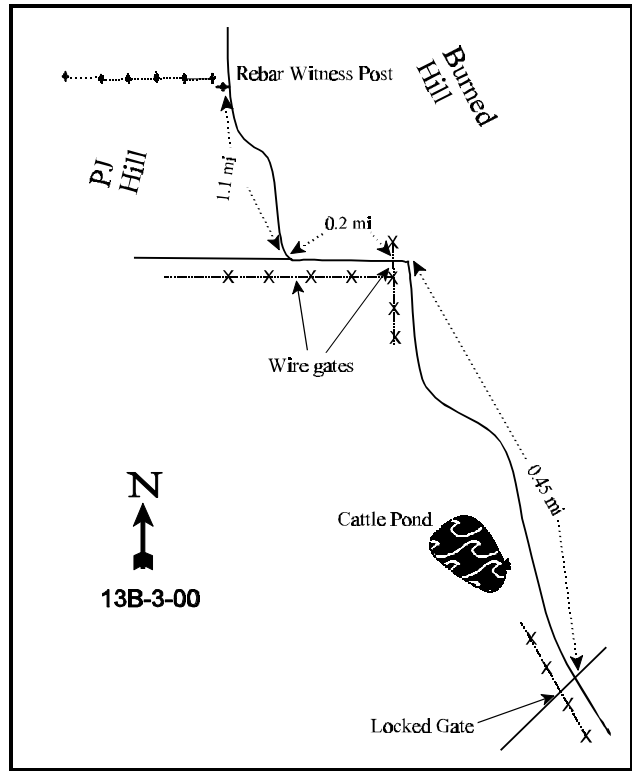 Burned
Hill
Rebar Witness Post
PJ
Hill
1.1 mi
0.2 mi
Wire gates
N
13B-3-00
0.45 mi
Cattle Pond
Locked Gate